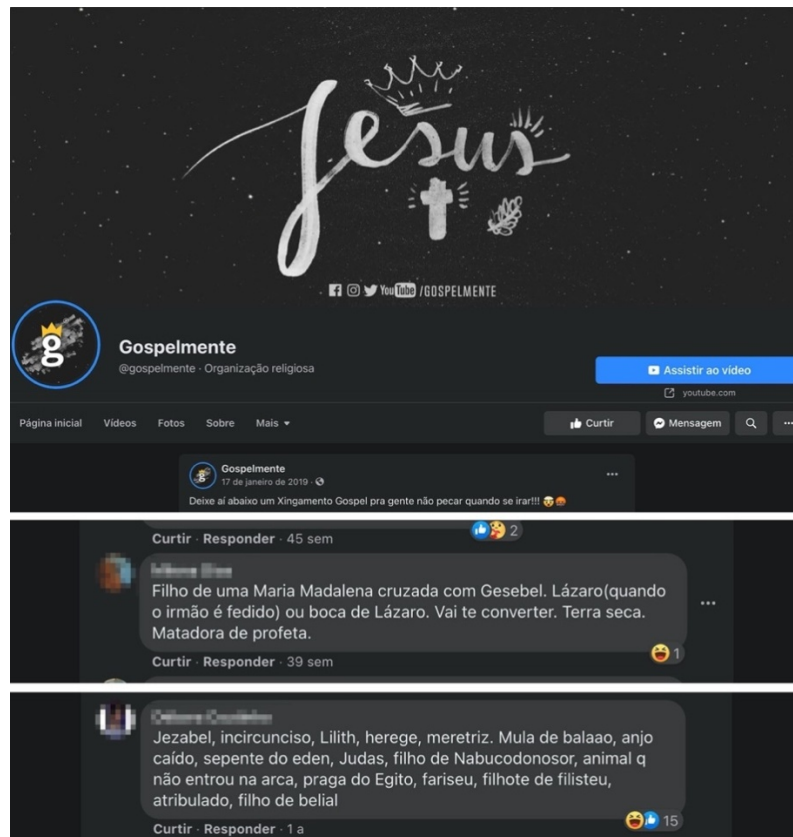 Jesus
YouTube /GOSPELMENTE
g
Gospelmente
@gospelmente · Organização religiosa
Assistir ao vídeo
youtube.com
Página inicial Vídeos Fotos Sobre Mais Curtir Mensagem
Gospelmente
17 de janeiro de 2019 ·
Deixe aí abaixo um Xingamento Gospel pra gente não pecar quando se irar!!!
2
Curtir · Responder · 45 sem
Filho de uma Maria Madalena cruzada com Gesebel. Lázaro(quando
o irmão é fedido) ou boca de Lázaro. Vai te converter. Terra seca.
Matadora de profeta.
1
Curtir · Responder · 39 sem
Jezabel, incircunciso, Lilith, herege, meretriz. Mula de balaao, anjo
caído, sepente do eden, Judas, filho de Nabucodonosor, animal q
não entrou na arca, praga do Egito, fariseu, filhote de filisteu,
atribulado, filho de belial
15
Curtir · Responder · 1 a